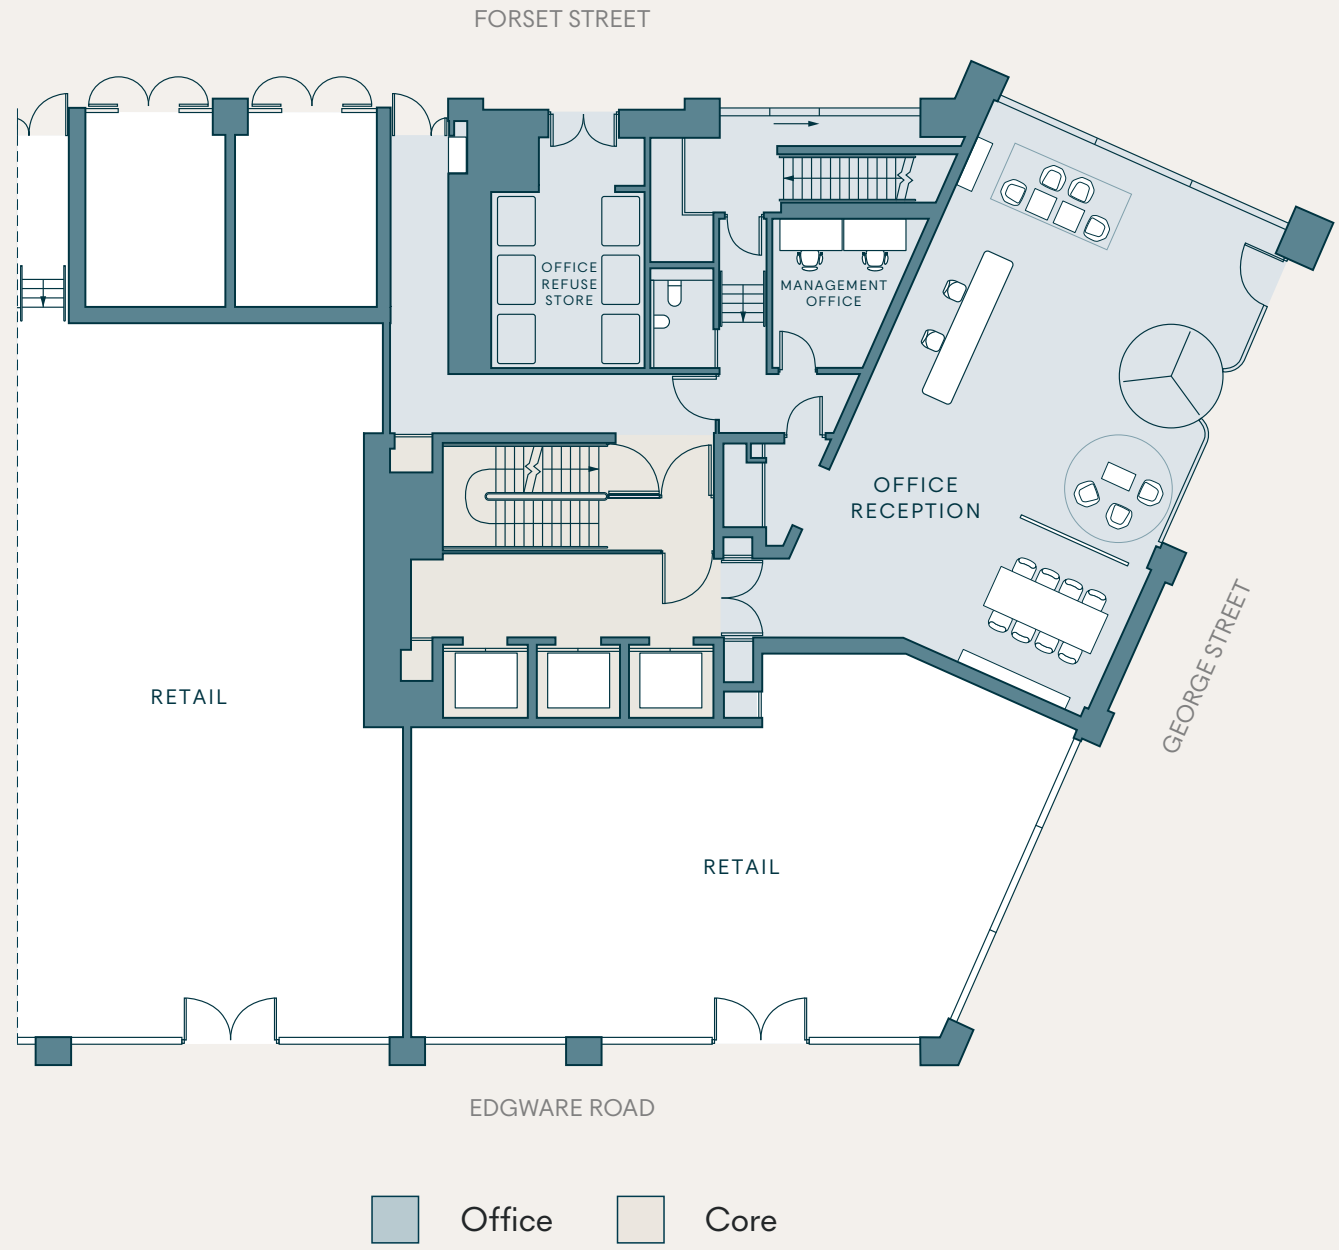 FORSET STREET
OFFICE
REFUSE
STORE
MANAGEMENT
OFFICE
OFFICE
RECEPTION
GEORGE STREET
RETAIL
RETAIL
EDGWARE ROAD
Office
Core